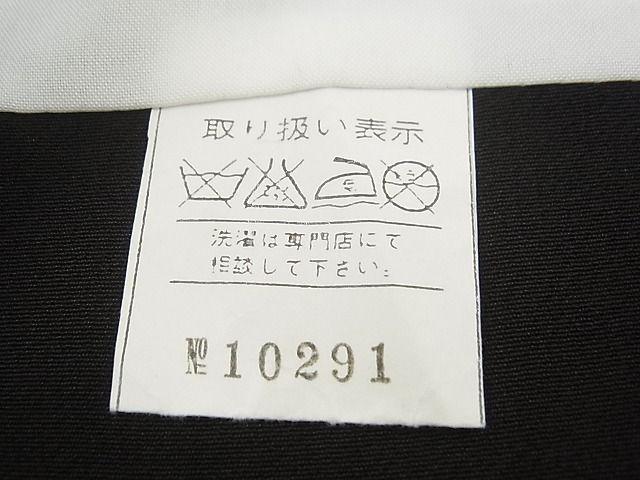 取り扱い表示
洗濯は専門店にて
相談して下さい。
№10291